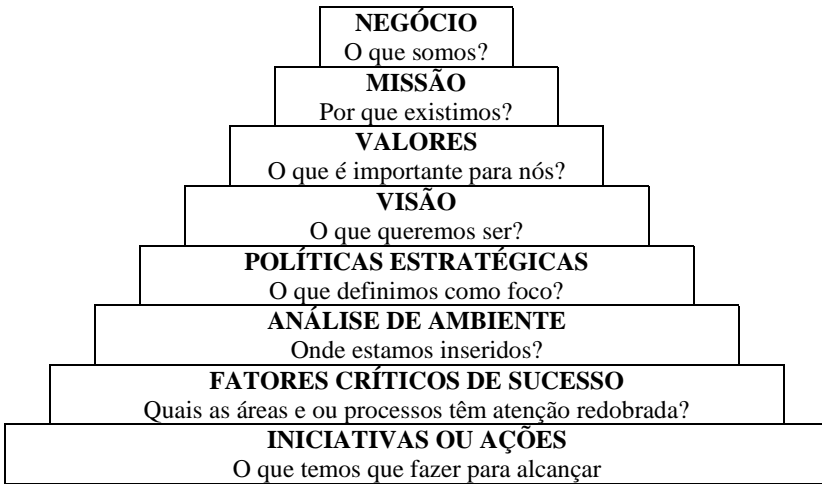 NEGÓCIO
O que somos?
MISSÃO
Por que existimos?
VALORES
O que é importante para nós?
VISÃO
O que queremos ser?
POLÍTICAS ESTRATÉGICAS
O que definimos como foco?
ANÁLISE DE AMBIENTE
Onde estamos inseridos?
FATORES CRÍTICOS DE SUCESSO
Quais as áreas e ou processos têm atenção redobrada?
INICIATIVAS OU AÇÕES
O que temos que fazer para alcançar